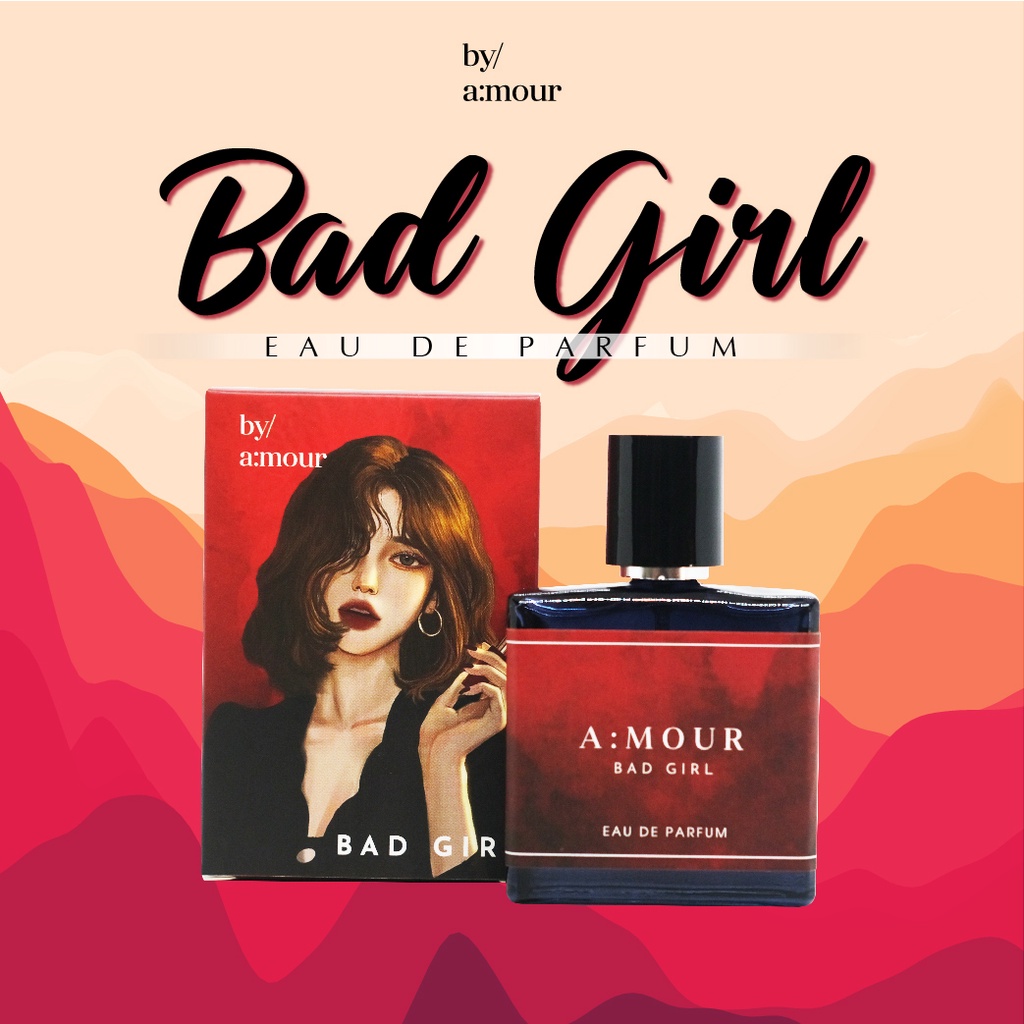 by/
a:mour
Bad Girl
EAU DE PARFUM
by/
a:mour
BAD GIR
A:MOUR
BAD GIRL
EAU DE PARFUM